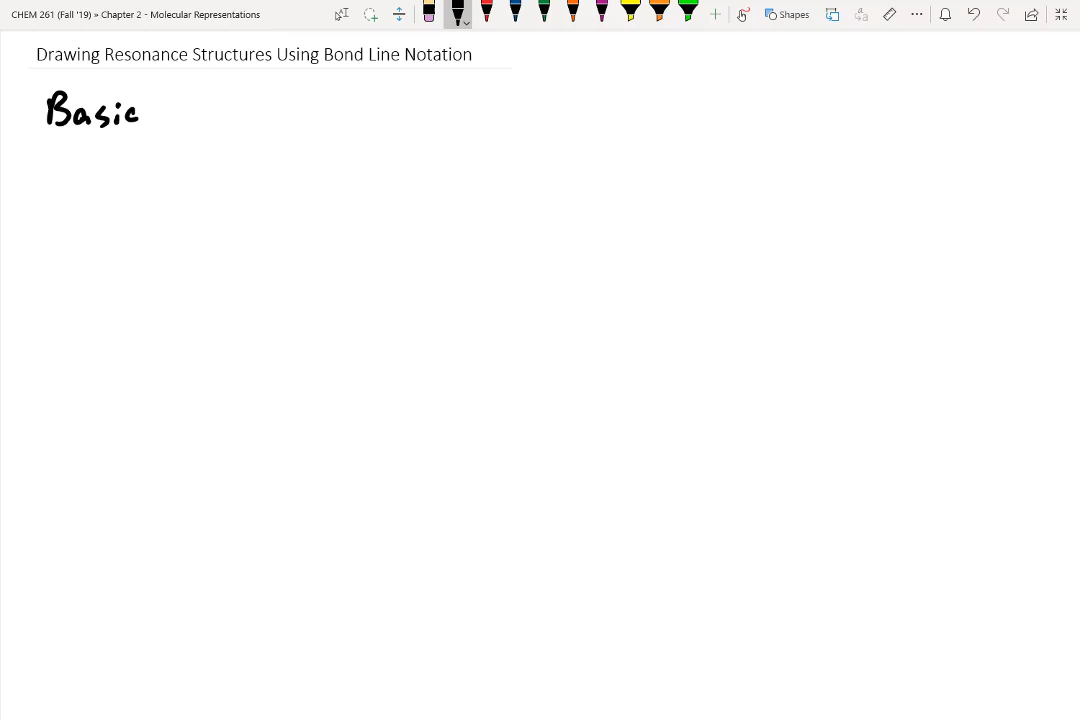 CHEM 261 (Fall '19) » Chapter 2 - Molecular Representations
Shapes
Drawing Resonance Structures Using Bond Line Notation
Basic